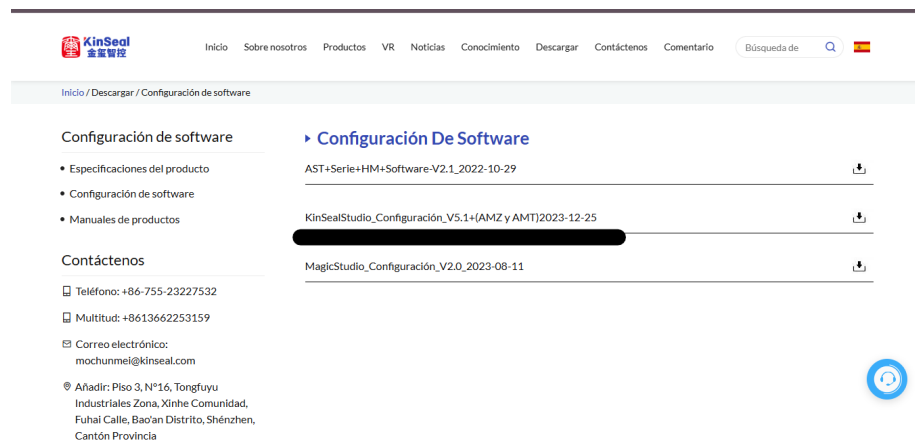 KinSeal
金玺智控
Inicio Sobre nosotros Productos VR Noticias Conocimiento Descargar Contáctenos Comentario Búsqueda de
Inicio / Descargar / Configuración de software
Configuración de software
• Especificaciones del producto
• Configuración de software
• Manuales de productos
Contáctenos
Teléfono: +86-755-23227532
Multitud: +8613662253159
Correo electrónico:
mochunmei@kinseal.com
Añadir: Piso 3, N°16, Tongfuyu
Industriales Zona, Xinhe Comunidad,
Fuhai Calle, Bao'an Distrito, Shénzhen,
Cantón Provincia
Configuración De Software
AST+Serie+HM+Software-V2.1_2022-10-29
KinSealStudio_Configuración_V5.1+(AMZ y AMT)2023-12-25
MagicStudio_Configuración_V2.0_2023-08-11